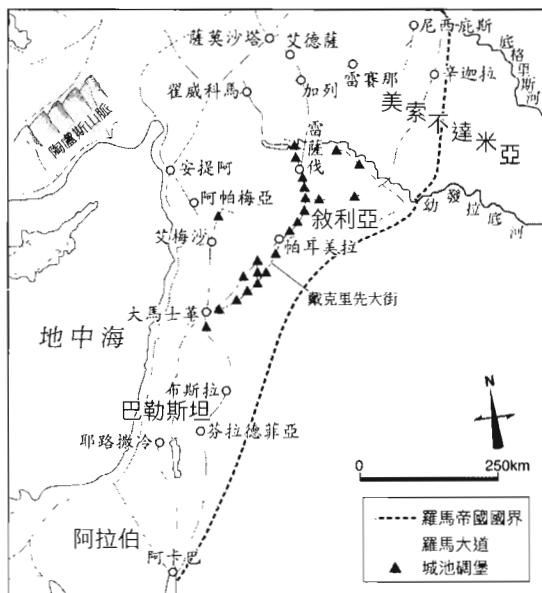 薩莫沙塔
艾德薩
尼西-庇斯
底格里斯河
雷賽那
辛迦拉
翟威科馬
加列
美索不達米亞
陶盧斯山脈
雷薩伐
安提阿
阿帕梅亞
敘利亞
幼發拉底河
艾梅沙
帕耳美拉
戴克里先大街
大馬士革
地中海
布斯拉
巴勒斯坦
芬拉德菲亞
耶路撒冷
N
0
250km
阿拉伯
阿卡巴
羅馬帝國國界
羅馬大道
城池碉堡